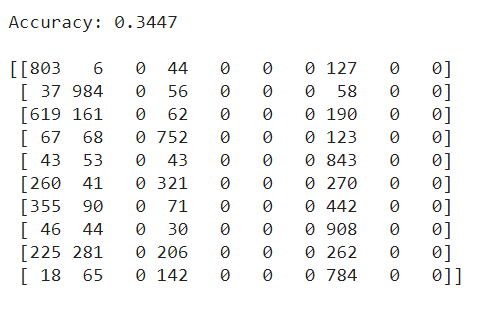 Accuracy: 0.3447
[[803 6 0 44 0 0 0 127 0 0]
[ 37 984 0 56 0 0 0 58 0 0]
[619 161 0 62 0 0 0 190 0 0]
[ 67 68 0 752 0 0 0 123 0 0]
[ 43 53 0 43 0 0 0 843 0 0]
[260 41 0 321 0 0 0 270 0 0]
[355 90 0 71 0 0 0 442 0 0]
[ 46 44 0 30 0 0 0 908 0 0]
[225 281 0 206 0 0 0 262 0 0]
[ 18 65 0 142 0 0 0 784 0 0]]